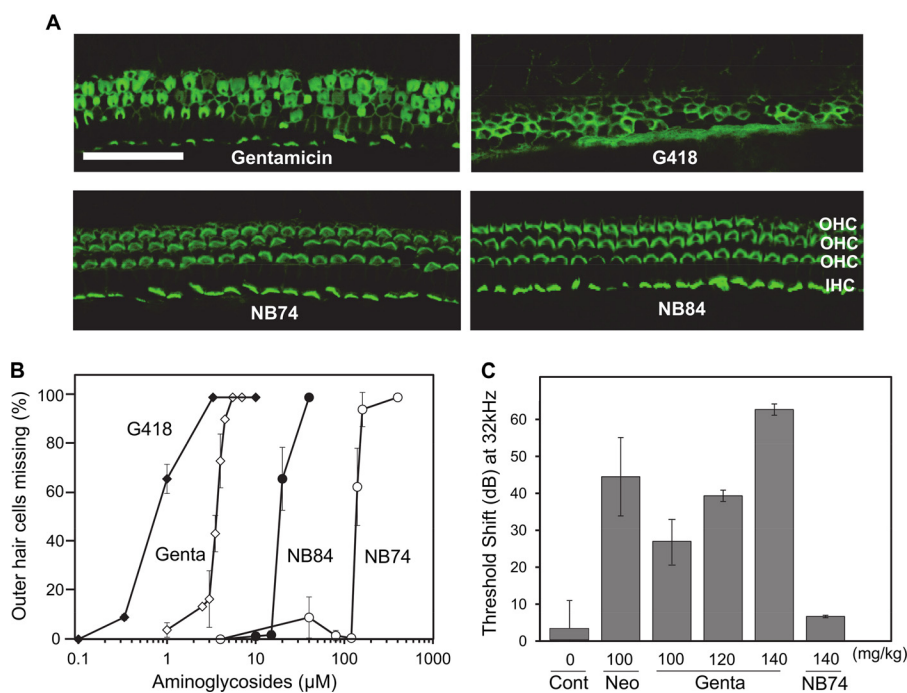 A
Gentamicin
G418
NB74
OHC
OHC
OHC
IHC
NB84
B
Outer hair cells missing (%)
100
80
60
40
20
0
G418
Genta
NB84
NB74
0.1
1
10
100
1000
Aminoglycosides (µM)
C
Threshold Shift (dB) at 32kHz
60
50
40
30
20
10
0
0 100 100 120 140 140 (mg/kg)
Cont Neo Genta NB74